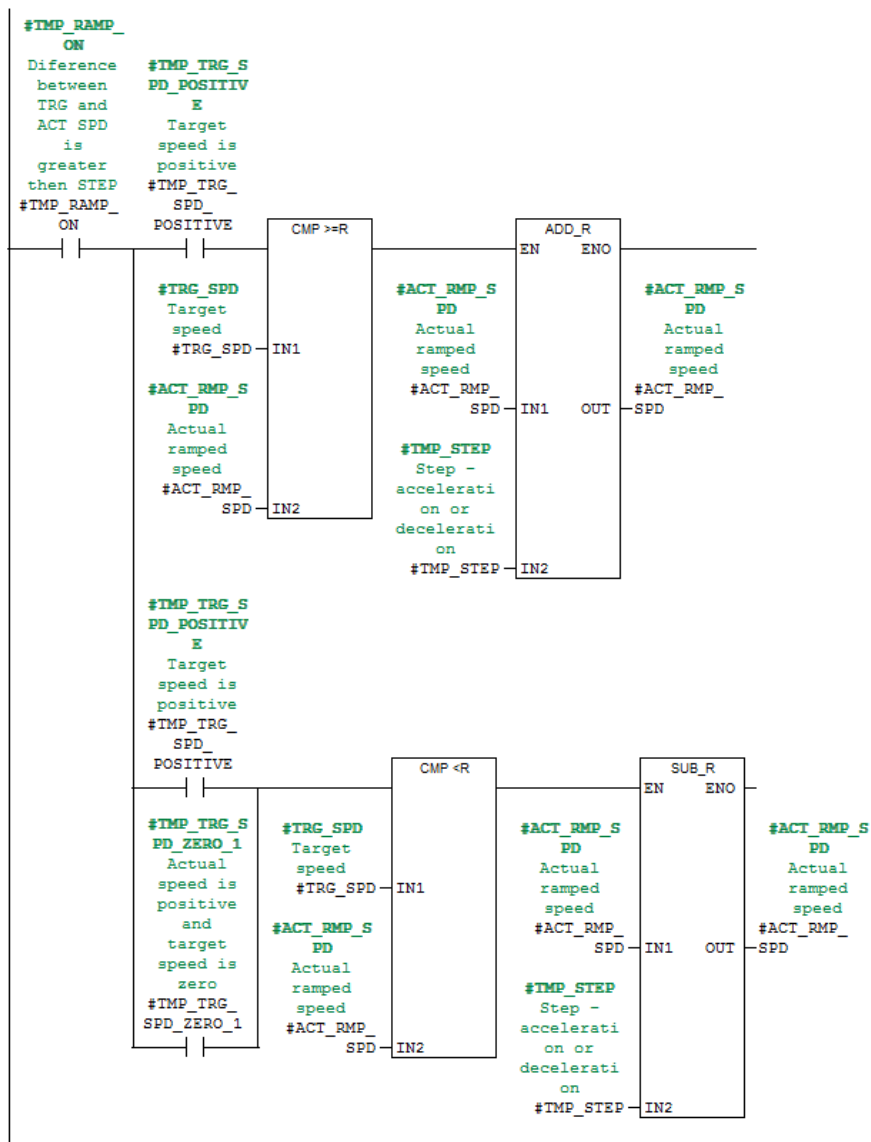 #TMP_RAMP_
ON
Diference
between
TRG and
ACT SPD
is
greater
then STEP
#TMP_RAMP_
ON
#TMP_TRG_S
PD_POSITIV
E
Target
speed is
positive
#TMP_TRG_
SPD_
POSITIVE
CMP >=R
#TRG_SPD
Target
speed
#TRG_SPD
IN1
#ACT_RMP_S
PD
Actual
ramped
speed
#ACT_RMP_
SPD
IN2
ADD_R
EN ENO
#ACT_RMP_S
PD
Actual
ramped
speed
#ACT_RMP_
SPD
IN1 OUT
#ACT_RMP_S
PD
Actual
ramped
speed
#ACT_RMP_
SPD
#TMP_STEP
Step -
accelerati
on or
decelerati
on
#TMP_STEP
IN2
#TMP_TRG_S
PD_POSITIV
E
Target
speed is
positive
#TMP_TRG_
SPD_
POSITIVE
#TMP_TRG_S
PD_ZERO_1
Actual
speed is
positive
and
target
speed is
zero
#TMP_TRG_
SPD_ZERO_1
CMP <R
#TRG_SPD
Target
speed
#TRG_SPD
IN1
#ACT_RMP_S
PD
Actual
ramped
speed
#ACT_RMP_
SPD
IN2
SUB_R
EN ENO
#ACT_RMP_S
PD
Actual
ramped
speed
#ACT_RMP_
SPD
IN1 OUT
#ACT_RMP_S
PD
Actual
ramped
speed
#ACT_RMP_
SPD
#TMP_STEP
Step -
accelerati
on or
decelerati
on
#TMP_STEP
IN2